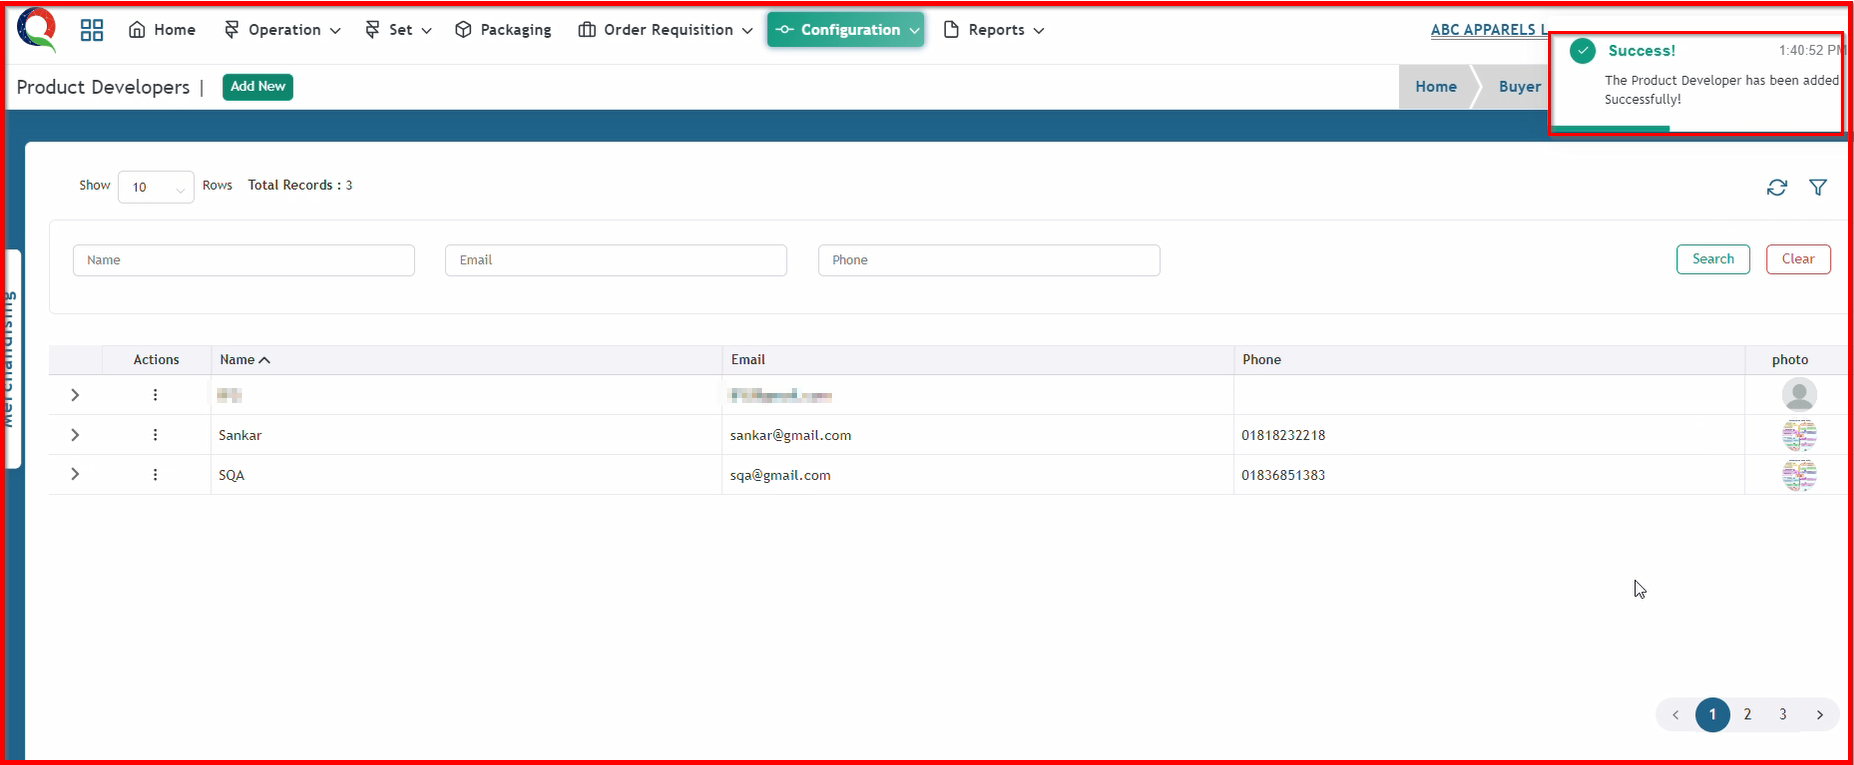 Home Operation Set Packaging Order Requisition Configuration Reports ABC APPARELS L
Success! 1:40:52 PM
The Product Developer has been added
Successfully!
Product Developers | Add New Home Buyer
Show 10 Rows Total Records : 3
Merchandising
Name Email Phone Search Clear
Actions Name Email Phone photo
Sankar sankar@gmail.com 01818232218
SQA sqa@gmail.com 01836851383
< 1 2 3 >